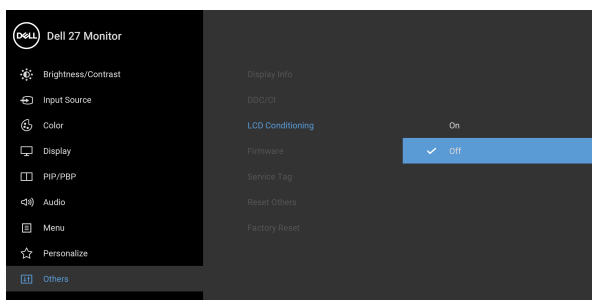 DELL Dell 27 Monitor
Brightness/Contrast
Input Source
Color
Display
PIP/PBP
Audio
Menu
Personalize
Others
Display Info
DDC/CI
LCD Conditioning
Firmware
Service Tag
Reset Others
Factory Reset
On
Off